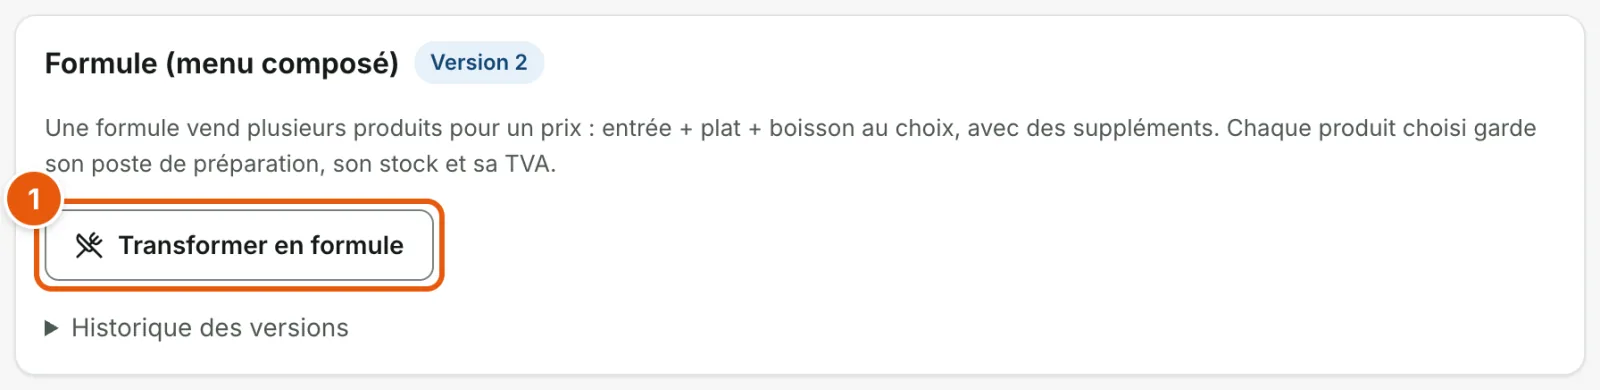 Formule (menu composé) Version 2
Une formule vend plusieurs produits pour un prix : entrée + plat + boisson au choix, avec des suppléments. Chaque produit choisi garde
son poste de préparation, son stock et sa TVA.
1
Transformer en formule
Historique des versions